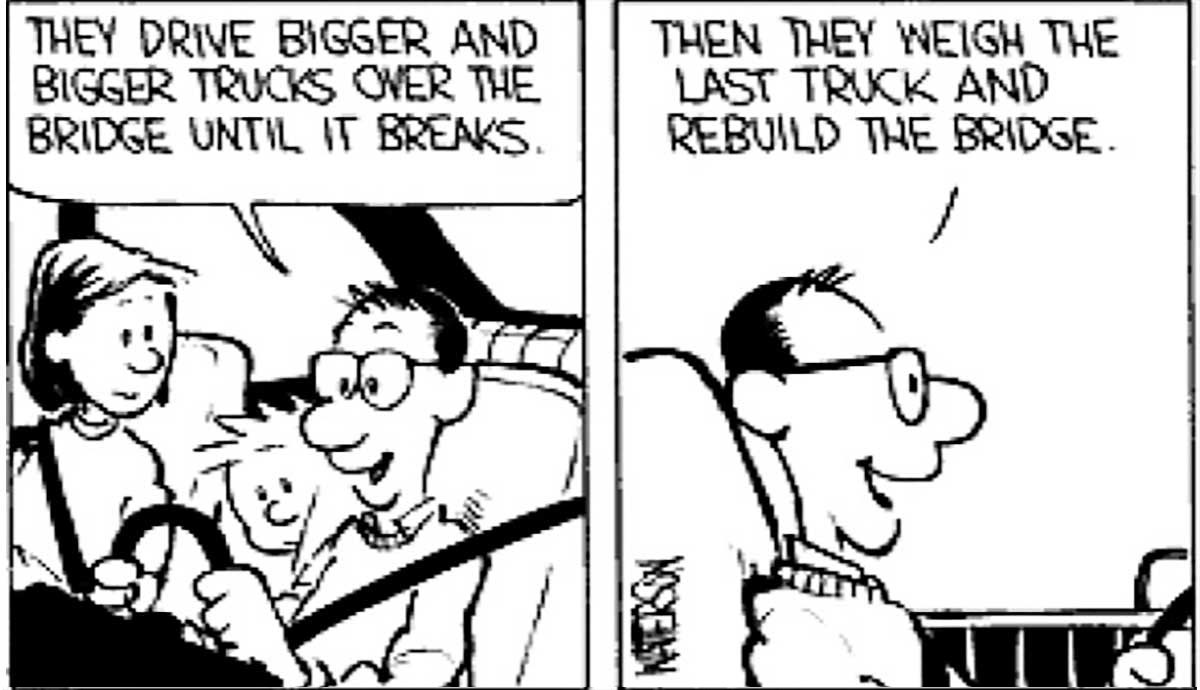 THEY DRIVE BIGGER AND
BIGGER TRUCKS OVER THE
BRIDGE UNTIL IT BREAKS.
THEN THEY WEIGH THE
LAST TRUCK AND
REBUILD THE BRIDGE.
WATTERSON